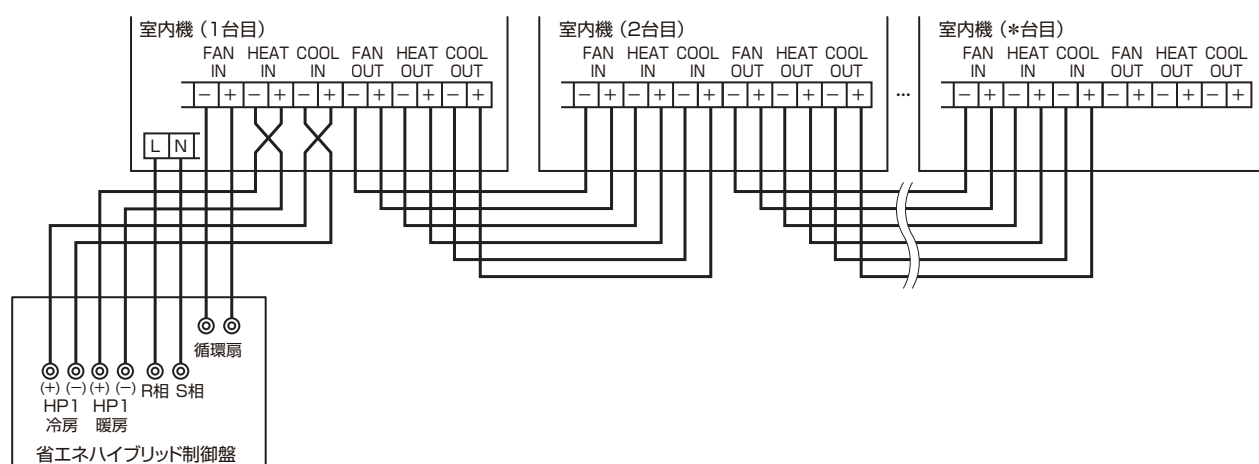 室内機（1台目）
FAN HEAT COOL FAN HEAT COOL
IN IN IN OUT OUT OUT
− + − + − + − + − + − +
L N
室内機（2台目）
FAN HEAT COOL FAN HEAT COOL
IN IN IN OUT OUT OUT
− + − + − + − + − + − +
...
室内機（*台目）
FAN HEAT COOL FAN HEAT COOL
IN IN IN OUT OUT OUT
− + − + − + − + − + − +
循環扇
(+) (−) (+) (−) R相 S相
HP1 HP1
冷房 暖房
省エネハイブリッド制御盤